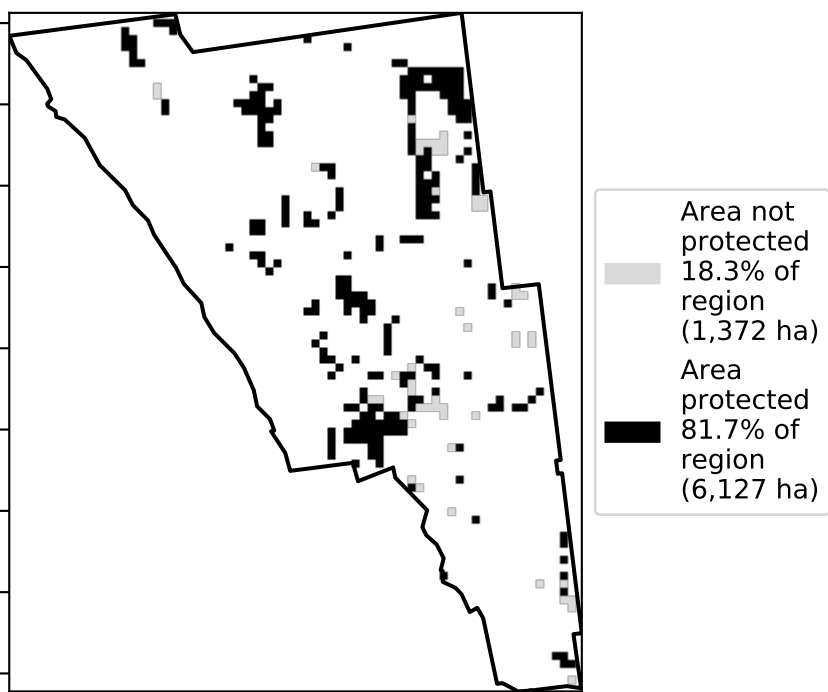 Area not
protected
18.3% of
region
(1,372 ha)
Area
protected
81.7% of
region
(6,127 ha)